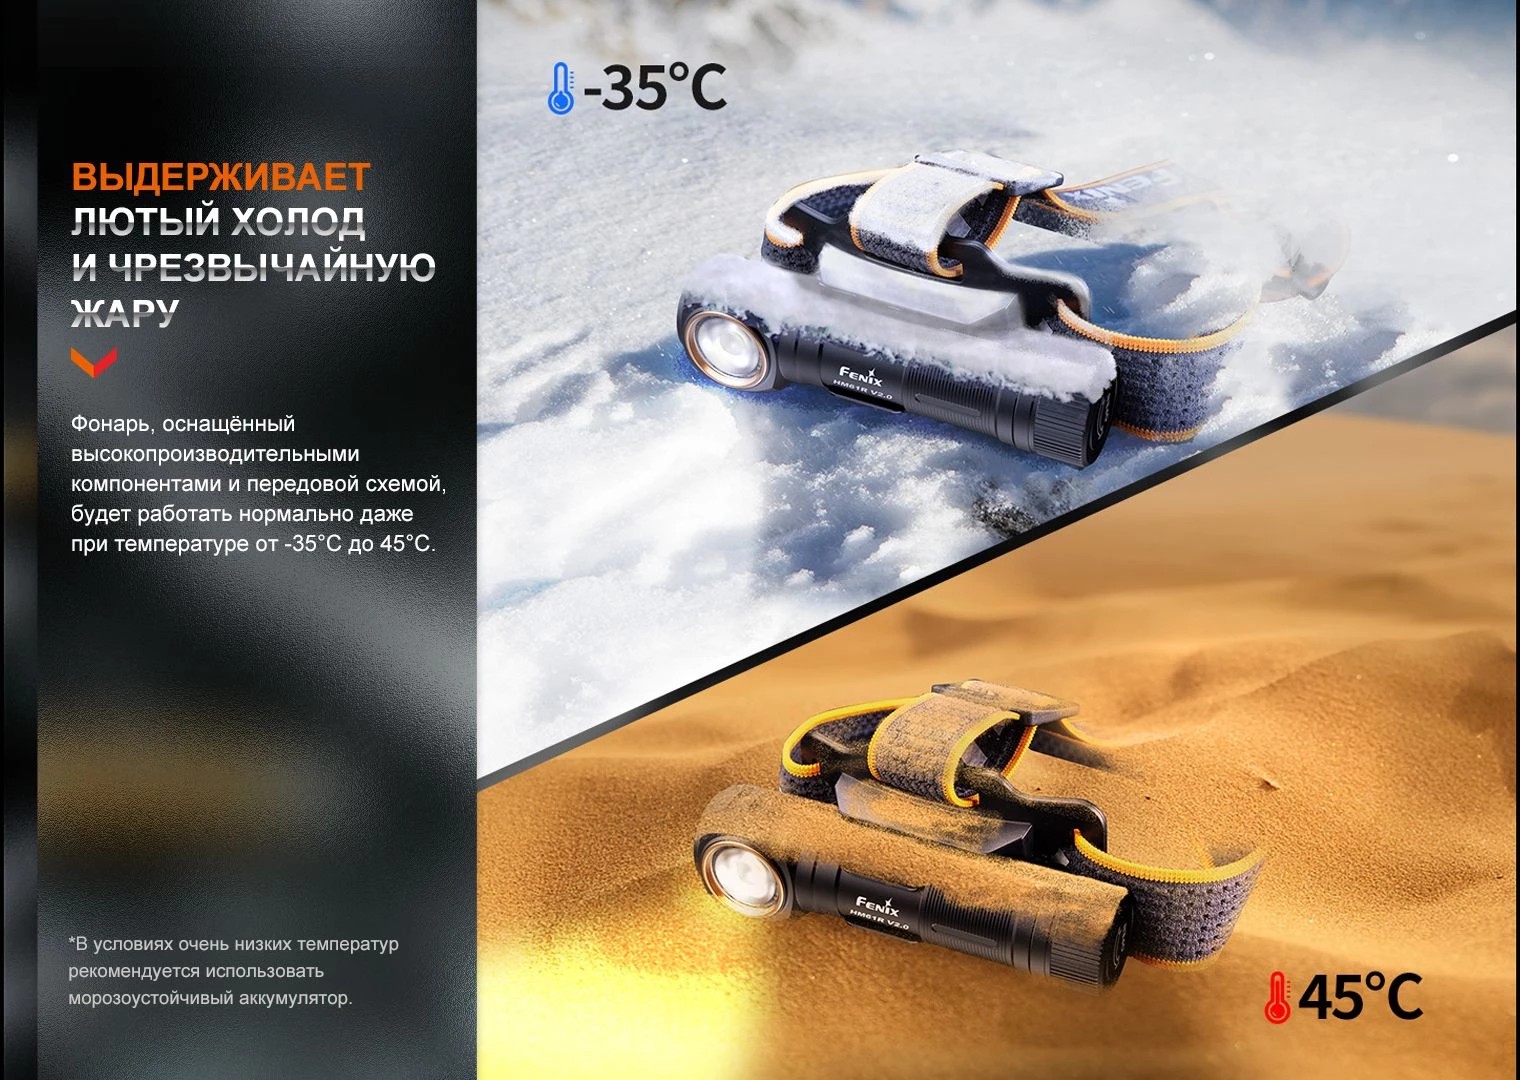 ВЫДЕРЖИВАЕТ
ЛЮТЫЙ ХОЛОД
И ЧРЕЗВЫЧАЙНУЮ
ЖАРУ
Фонарь, оснащённый
высокопроизводительными
компонентами и передовой схемой,
будет работать нормально даже
при температуре от -35°C до 45°C.
*В условиях очень низких температур
рекомендуется использовать
морозоустойчивый аккумулятор.
-35°C
FENIX
FENIX
HM61R V2.0
FENIX
HM61R V2.0
45°C